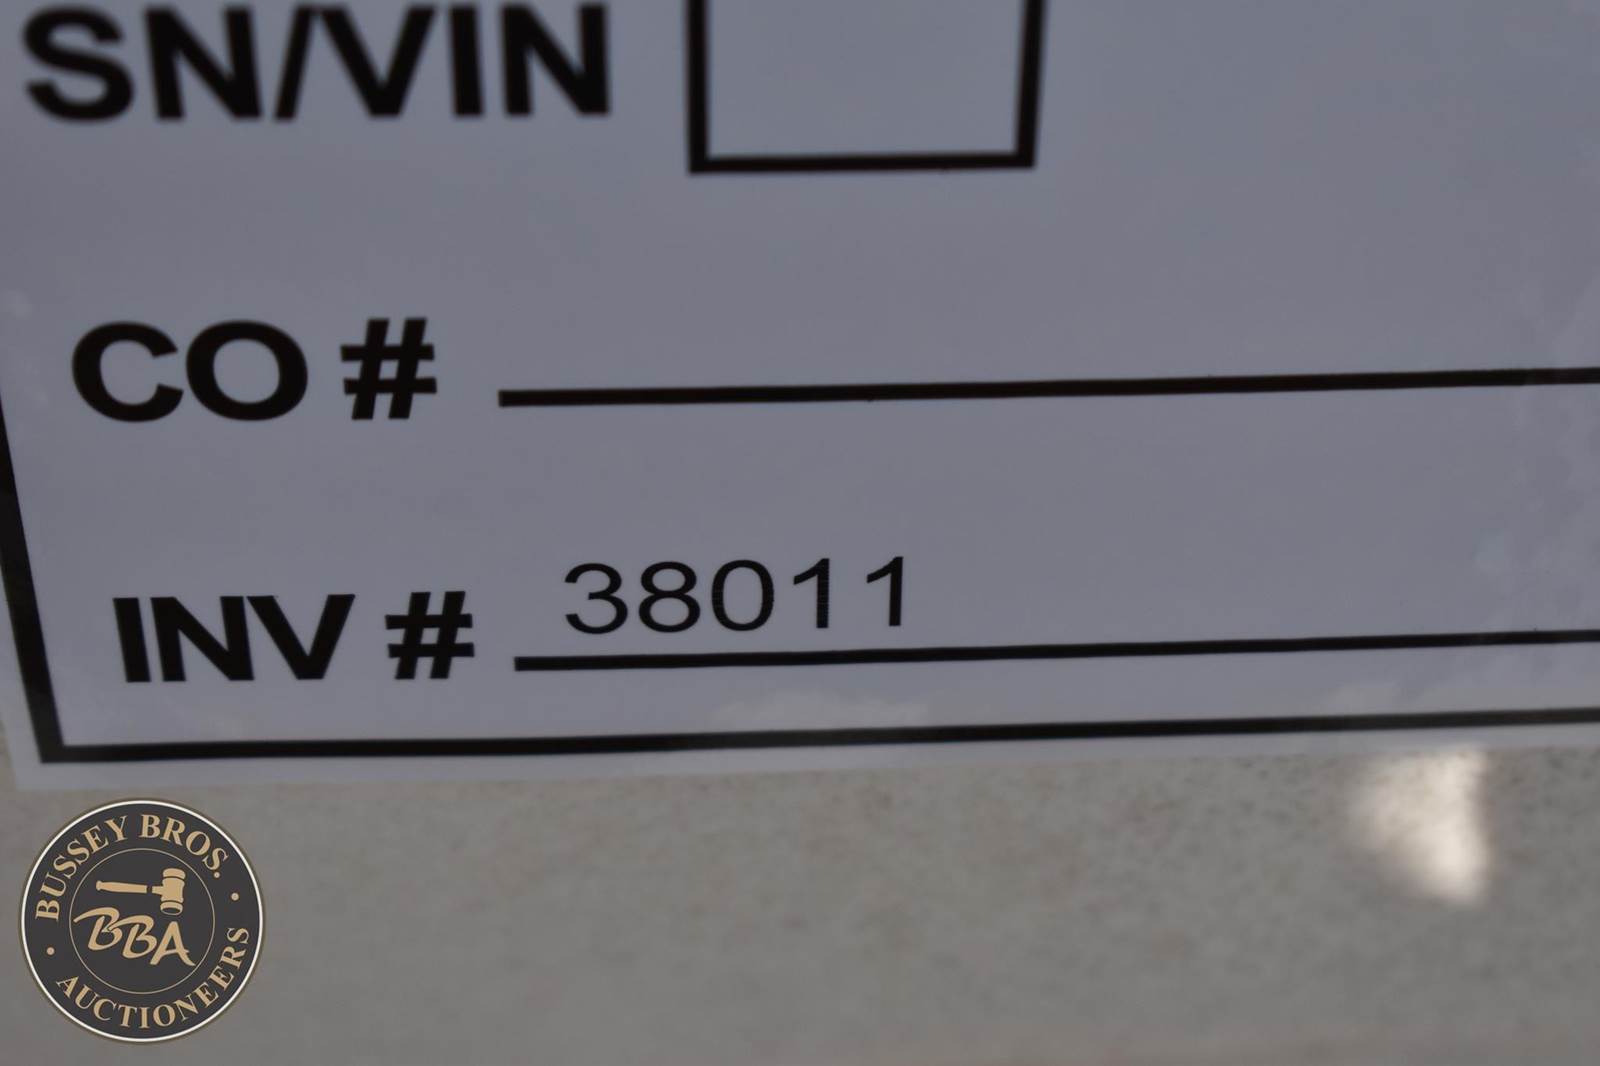 SN/VIN
CO #
INV # 38011
BUSSEY BROS.
BBA
AUCTIONEERS